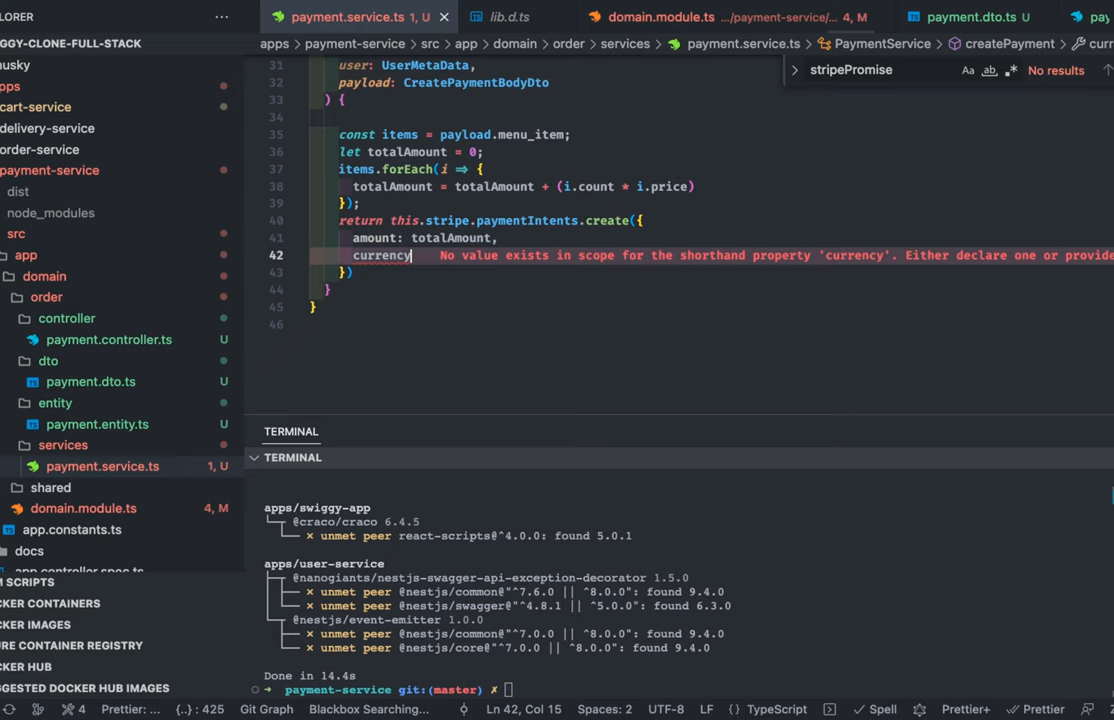 LORER ...
payment.service.ts 1, U ×
lib.d.ts
domain.module.ts .../payment-service/... 4, M
payment.dto.ts U
pay
IGGY-CLONE-FULL-STACK
apps > payment-service > src > app > domain > order > services > payment.service.ts > PaymentService > createPayment > curr
stripePromise Aa ab .* No results
usky
pps
cart-service
delivery-service
order-service
payment-service
dist
node_modules
src
app
domain
order
controller
payment.controller.ts U
dto
payment.dto.ts U
entity
payment.entity.ts U
services
payment.service.ts 1, U
shared
domain.module.ts 4, M
app.constants.ts
docs
app.controller.spec.ts
M SCRIPTS
CKER CONTAINERS
CKER IMAGES
URE CONTAINER REGISTRY
CKER HUB
GGESTED DOCKER HUB IMAGES
31 user: UserMetaData,
32 payload: CreatePaymentBodyDto
33 ) {
34
35 const items = payload.menu_item;
36 let totalAmount = 0;
37 items.forEach(i => {
38 totalAmount = totalAmount + (i.count * i.price)
39 });
40 return this.stripe.paymentIntents.create({
41 amount: totalAmount,
42 currency No value exists in scope for the shorthand property 'currency'. Either declare one or provide
43 })
44 }
45 }
46
TERMINAL
TERMINAL
apps/swiggy-app
└─┬ @craco/craco 6.4.5
└── × unmet peer react-scripts@^4.0.0: found 5.0.1
apps/user-service
├─┬ @nanogiants/nestjs-swagger-api-exception-decorator 1.5.0
│ ├── × unmet peer @nestjs/common@"^7.6.0 || ^8.0.0": found 9.4.0
│ └── × unmet peer @nestjs/swagger@"^4.8.1 || ^5.0.0": found 6.3.0
└─┬ @nestjs/event-emitter 1.0.0
├── × unmet peer @nestjs/common@"^7.0.0 || ^8.0.0": found 9.4.0
└── × unmet peer @nestjs/core@"^7.0.0 || ^8.0.0": found 9.4.0
Done in 14.4s
➜ payment-service git:(master) ✗
4 Prettier: ... {..} : 425 Git Graph Blackbox Searching... Ln 42, Col 15 Spaces: 2 UTF-8 LF {} TypeScript Spell Prettier+ Prettier